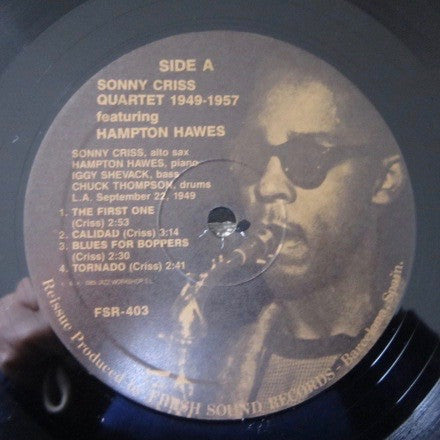 SIDE A
SONNY CRISS
QUARTET 1949-1957
featuring
HAMPTON HAWES
SONNY CRISS, alto sax
HAMPTON HAWES, piano
IGGY SHEVACK, bass
CHUCK THOMPSON, drums
L.A. September 22, 1949
1. THE FIRST ONE
(Criss) 2:53
2. CALIDAD (Criss) 3:14
3. BLUES FOR BOPPERS
(Criss) 2:30
4. TORNADO (Criss) 2:41
JAZZ WORKSHOP S.L.
FSR-403
Reissue Produced by FRESH SOUND RECORDS - Barcelona, Spain.